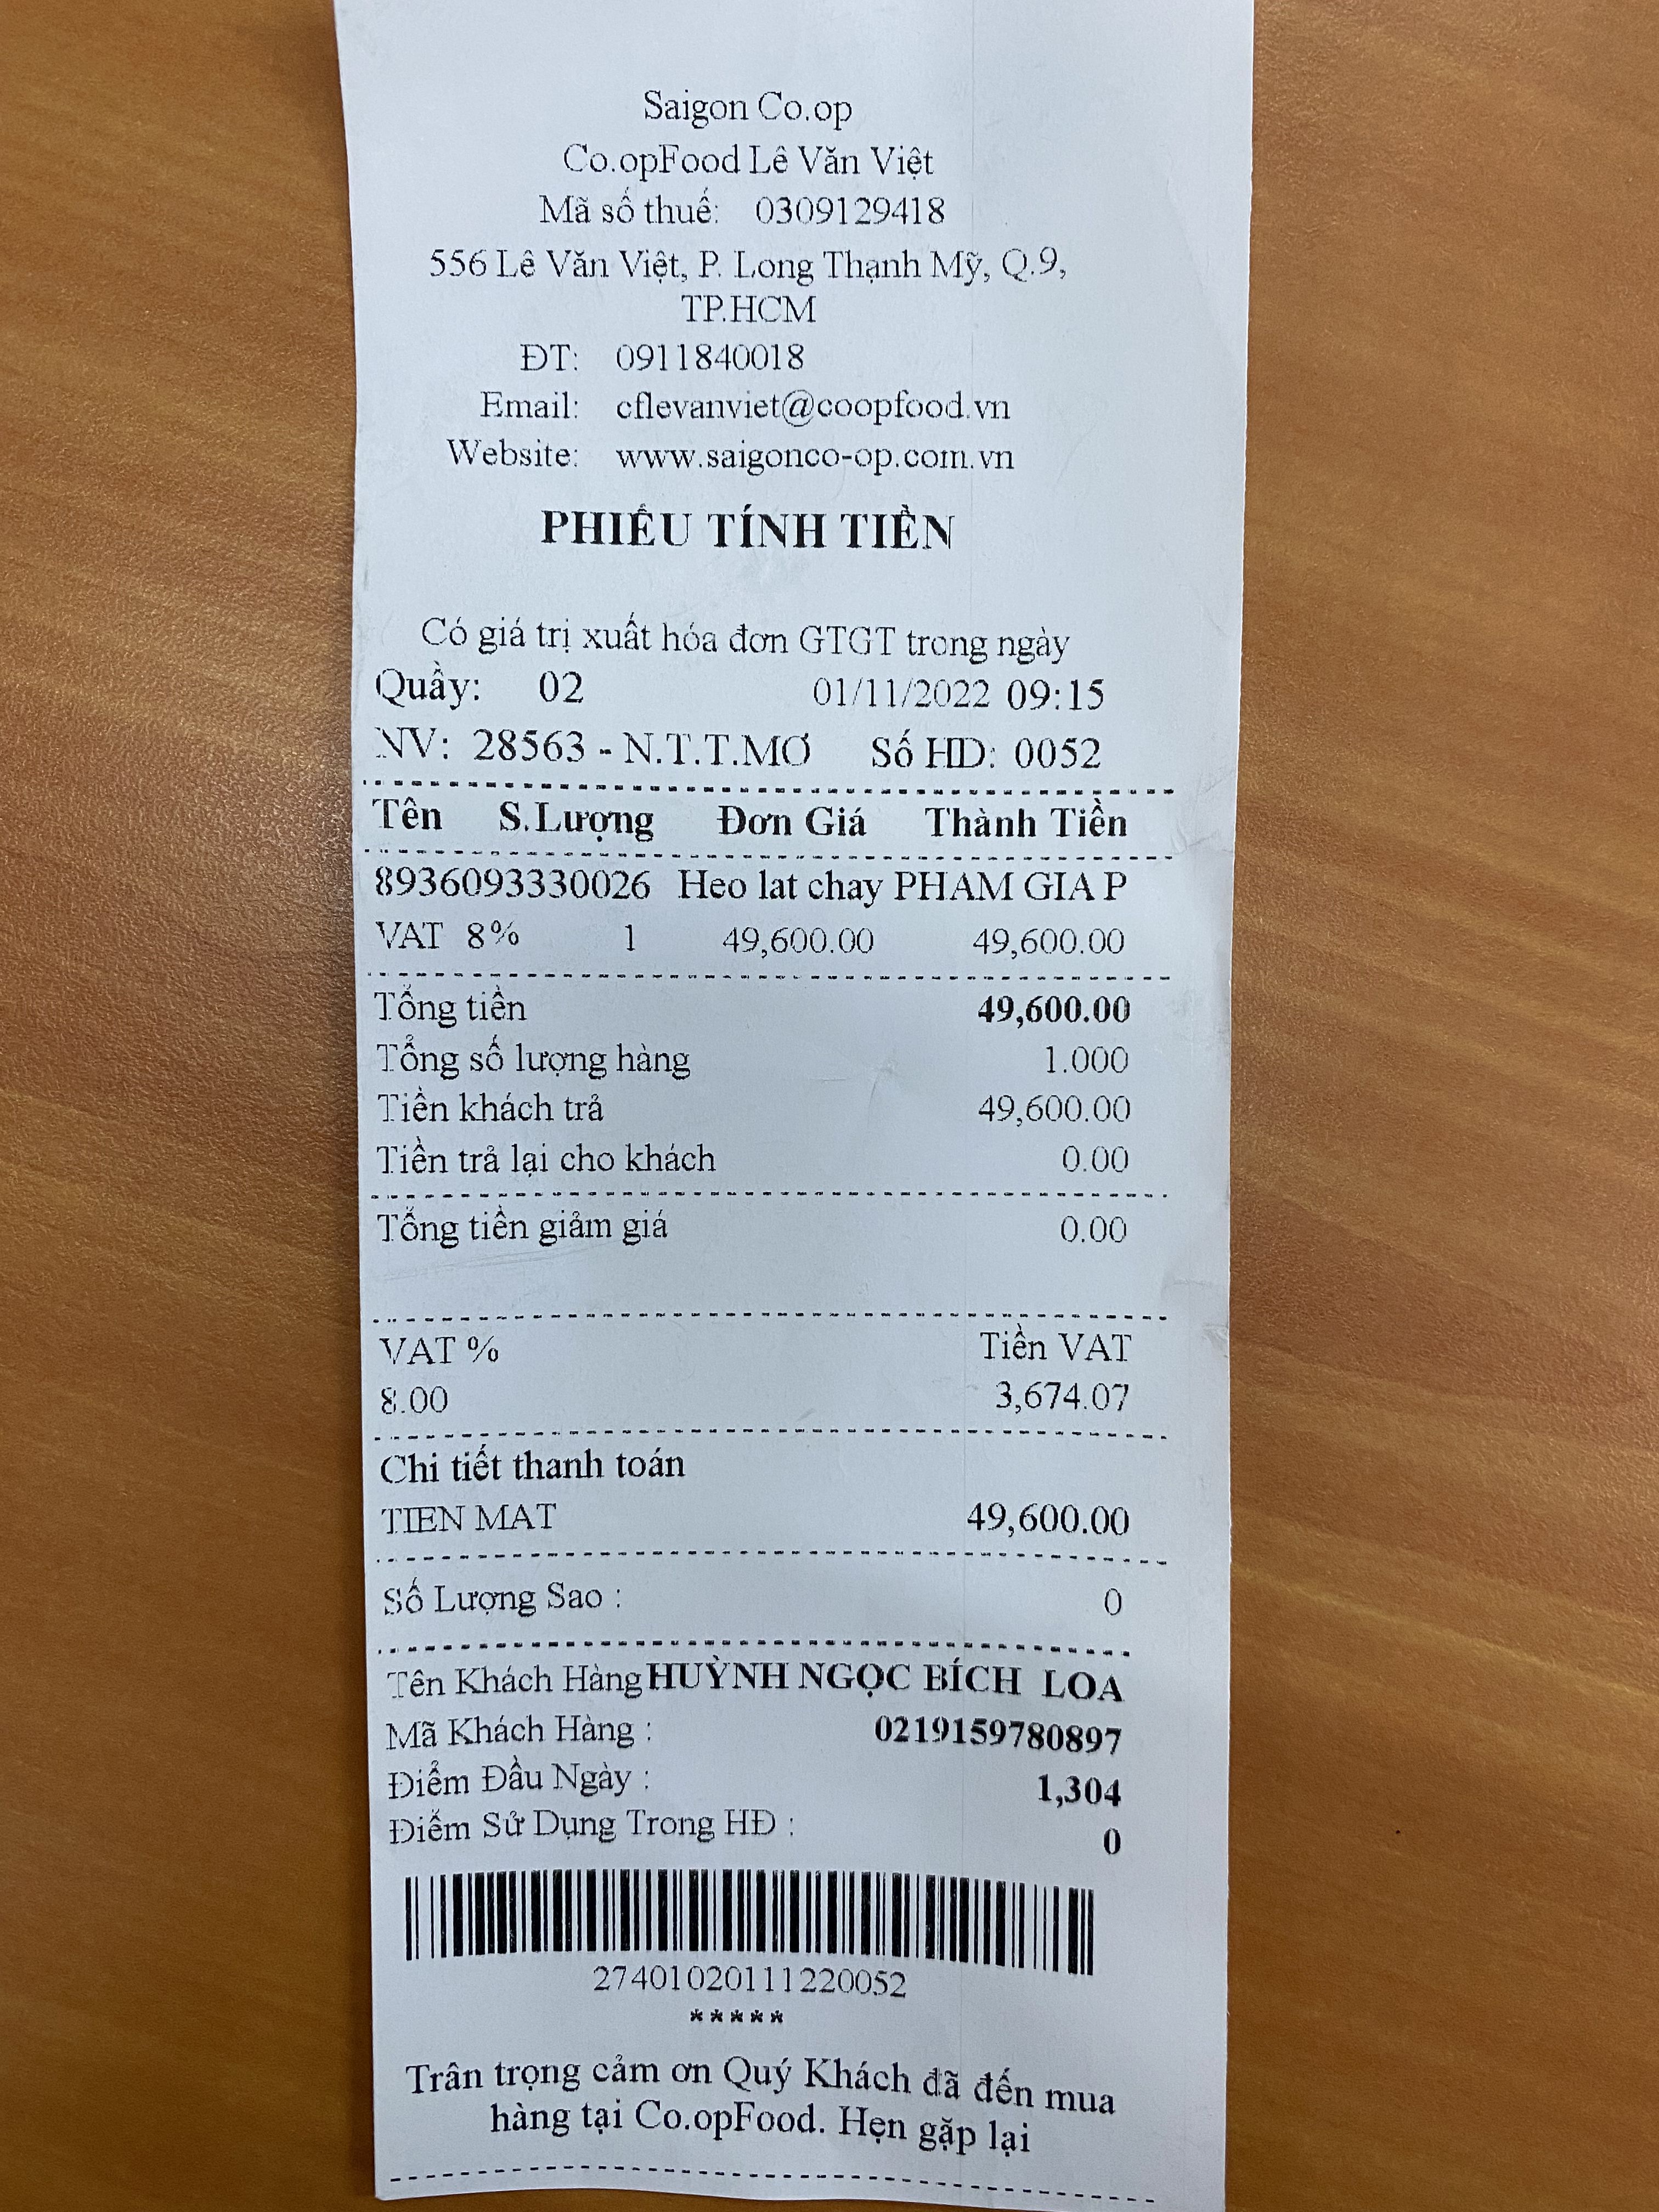 Saigon Co.op
Co.opFood Lê Văn Việt
Mã số thuế: 0309129418
556 Lê Văn Việt, P. Long Thạnh Mỹ, Q.9,
TP.HCM
ĐT: 0911840018
Email: cflevanviet@coopfood.vn
Website: www.saigonco-op.com.vn
PHIẾU TÍNH TIỀN
Có giá trị xuất hóa đơn GTGT trong ngày
Quầy: 02 01/11/2022 09:15
NV: 28563 - N.T.T.MƠ Số HD: 0052
Tên S.Lượng Đơn Giá Thành Tiền
8936093330026 Heo lat chay PHAM GIA P
VAT 8% 1 49,600.00 49,600.00
Tổng tiền 49,600.00
Tổng số lượng hàng 1.000
Tiền khách trả 49,600.00
Tiền trả lại cho khách 0.00
Tổng tiền giảm giá 0.00
VAT % Tiền VAT
8.00 3,674.07
Chi tiết thanh toán
TIEN MAT 49,600.00
Số Lượng Sao : 0
Tên Khách Hàng HUỲNH NGỌC BÍCH LOA
Mã Khách Hàng : 0219159780897
Điểm Đầu Ngày : 1,304
Điểm Sử Dụng Trong HĐ : 0
27401020111220052
*****
Trân trọng cảm ơn Quý Khách đã đến mua
hàng tại Co.opFood. Hẹn gặp lại